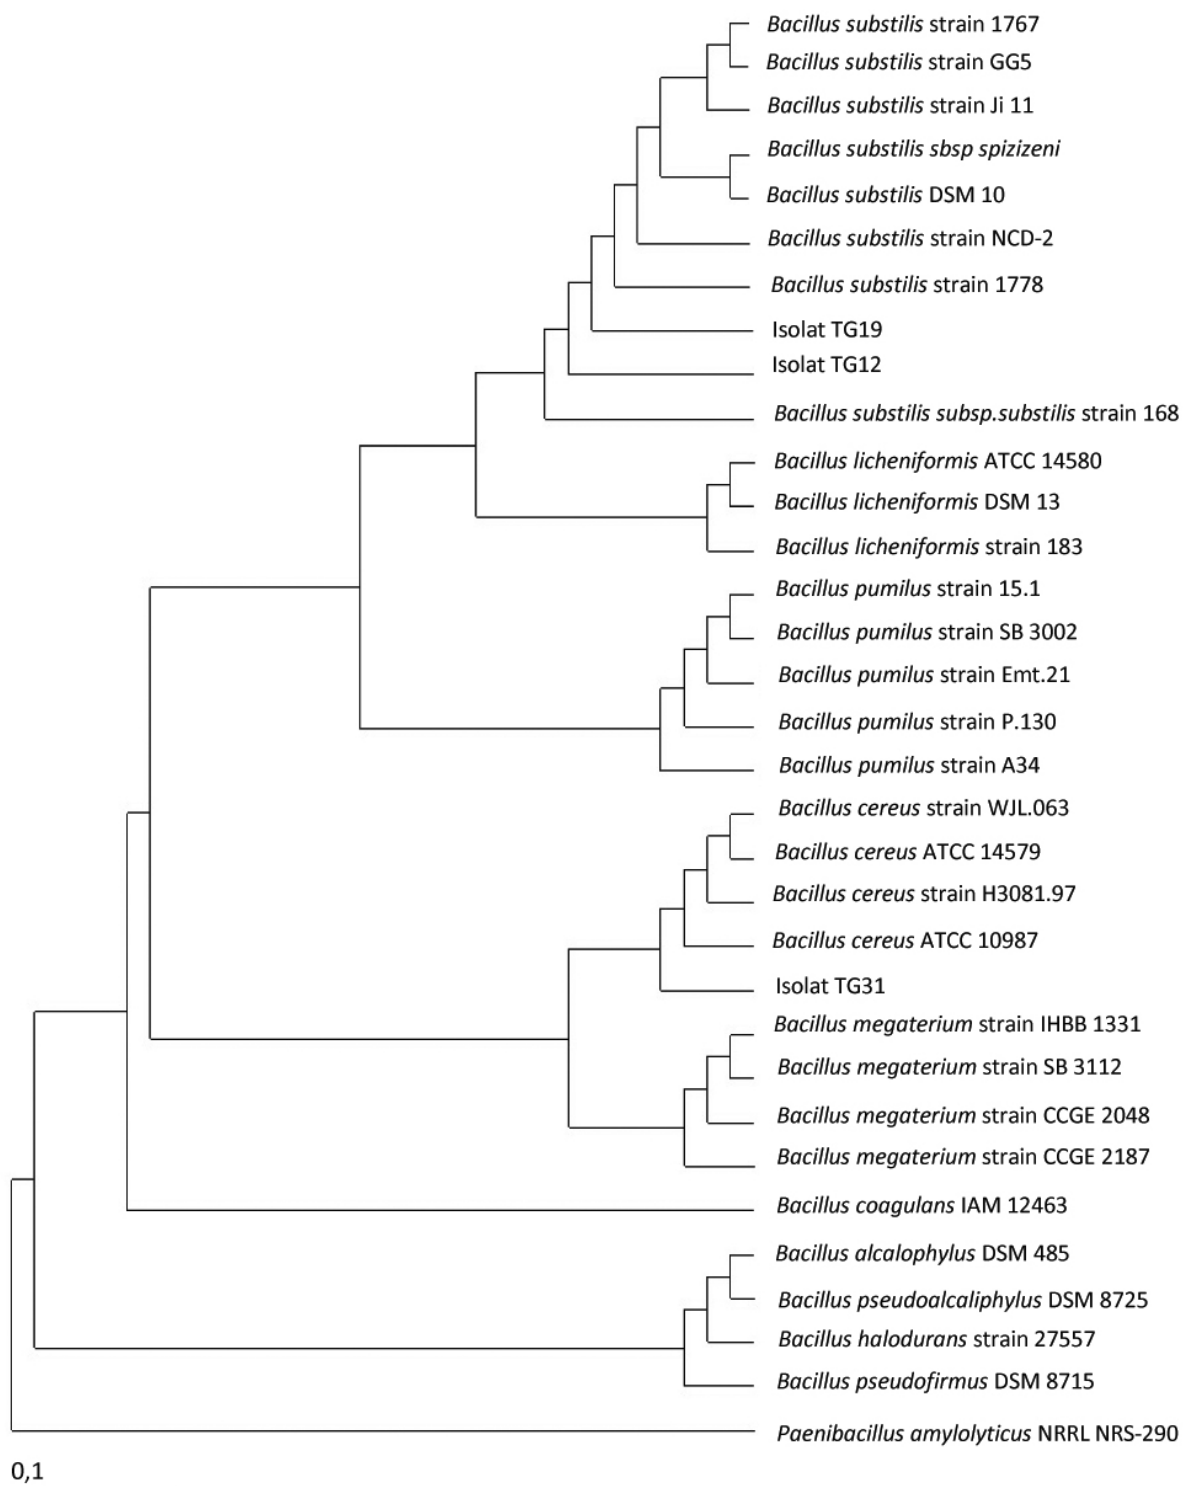 Bacillus substilis strain 1767
Bacillus substilis strain GG5
Bacillus substilis strain Ji 11
Bacillus substilis sbsp spizizeni
Bacillus substilis DSM 10
Bacillus substilis strain NCD-2
Bacillus substilis strain 1778
Isolat TG19
Isolat TG12
Bacillus substilis subsp.substilis strain 168
Bacillus licheniformis ATCC 14580
Bacillus licheniformis DSM 13
Bacillus licheniformis strain 183
Bacillus pumilus strain 15.1
Bacillus pumilus strain SB 3002
Bacillus pumilus strain Emt.21
Bacillus pumilus strain P.130
Bacillus pumilus strain A34
Bacillus cereus strain WJL.063
Bacillus cereus ATCC 14579
Bacillus cereus strain H3081.97
Bacillus cereus ATCC 10987
Isolat TG31
Bacillus megaterium strain IHBB 1331
Bacillus megaterium strain SB 3112
Bacillus megaterium strain CCGE 2048
Bacillus megaterium strain CCGE 2187
Bacillus coagulans IAM 12463
Bacillus alcalophylus DSM 485
Bacillus pseudoalcaliphylus DSM 8725
Bacillus halodurans strain 27557
Bacillus pseudofirmus DSM 8715
Paenibacillus amylolyticus NRRL NRS-290
0,1